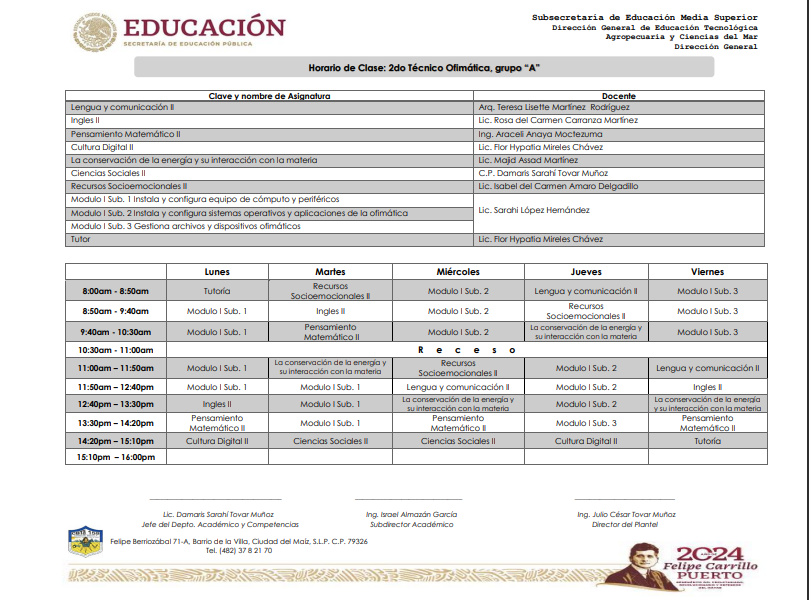 EDUCACIÓN
SECRETARÍA DE EDUCACIÓN PÚBLICA
Subsecretaría de Educación Media Superior
Dirección General de Educación Tecnológica
Agropecuaria y Ciencias del Mar
Dirección General
Horario de Clase: 2do Técnico Ofimática, grupo "A"
Clave y nombre de Asignatura Docente
Lengua y comunicación II Arq. Teresa Lisette Martínez Rodríguez
Ingles II Lic. Rosa del Carmen Carranza Martínez
Pensamiento Matemático II Ing. Araceli Anaya Moctezuma
Cultura Digital II Lic. Flor Hypatia Mireles Chávez
La conservación de la energía y su interacción con la materia Lic. Majid Assad Martínez
Ciencias Sociales II C.P. Damaris Sarahí Tovar Muñoz
Recursos Socioemocionales II Lic. Isabel del Carmen Amaro Delgadillo
Modulo I Sub. 1 Instala y configura equipo de cómputo y periféricos
Modulo I Sub. 2 Instala y configura sistemas operativos y aplicaciones de la ofimática Lic. Sarahi López Hernández
Modulo I Sub. 3 Gestiona archivos y dispositivos ofimáticos
Tutor Lic. Flor Hypatia Mireles Chávez
Lunes Martes Miércoles Jueves Viernes
8:00am - 8:50am Tutoría Recursos Socioemocionales II Modulo I Sub. 2 Lengua y comunicación II Modulo I Sub. 3
8:50am - 9:40am Modulo I Sub. 1 Ingles II Modulo I Sub. 2 Recursos Socioemocionales II Modulo I Sub. 3
9:40am - 10:30am Modulo I Sub. 1 Pensamiento Matemático II Modulo I Sub. 2 La conservación de la energía y su interacción con la materia Modulo I Sub. 3
10:30am - 11:00am R e c e s o
11:00am – 11:50am Modulo I Sub. 1 La conservación de la energía y su interacción con la materia Recursos Socioemocionales II Modulo I Sub. 2 Lengua y comunicación II
11:50am – 12:40pm Modulo I Sub. 1 Modulo I Sub. 1 Lengua y comunicación II Modulo I Sub. 2 Ingles II
12:40pm – 13:30pm Ingles II Modulo I Sub. 1 La conservación de la energía y su interacción con la materia Modulo I Sub. 2 La conservación de la energía y su interacción con la materia
13:30pm – 14:20pm Pensamiento Matemático II Modulo I Sub. 1 Pensamiento Matemático II Modulo I Sub. 3 Pensamiento Matemático II
14:20pm – 15:10pm Cultura Digital II Ciencias Sociales II Ciencias Sociales II Cultura Digital II Tutoría
15:10pm – 16:00pm
Lic. Damaris Sarahí Tovar Muñoz Ing. Israel Almazán García Ing. Julio César Tovar Muñoz
Jefe del Depto. Académico y Competencias Subdirector Académico Director del Plantel
Felipe Berriozábal 71-A, Barrio de la Villa, Ciudad del Maíz, S.L.P. C.P. 79326
Tel. (482) 37 8 21 70
2024
Felipe Carrillo
PUERTO